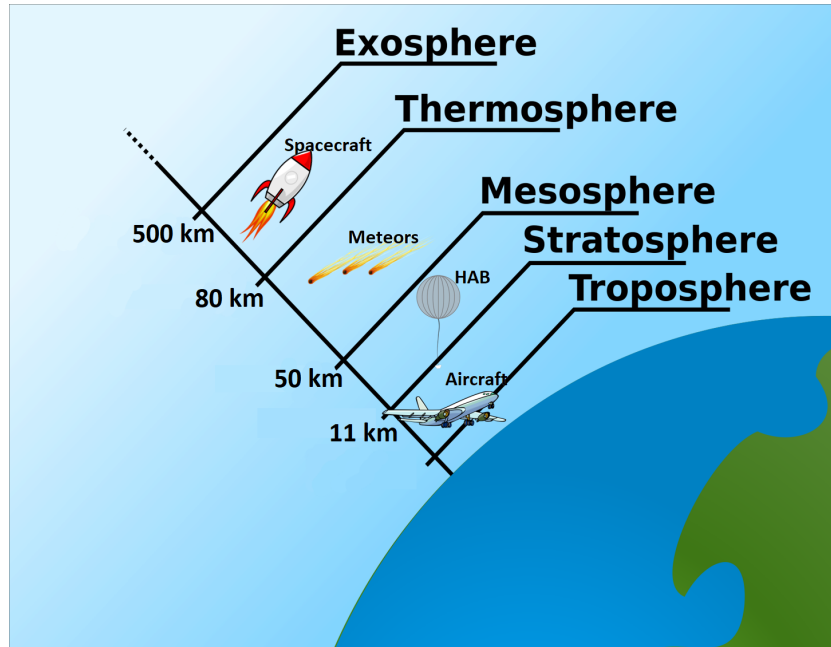 Exosphere
Thermosphere
Spacecraft
Mesosphere
500 km
Meteors
Stratosphere
80 km
HAB
Troposphere
50 km
Aircraft
11 km